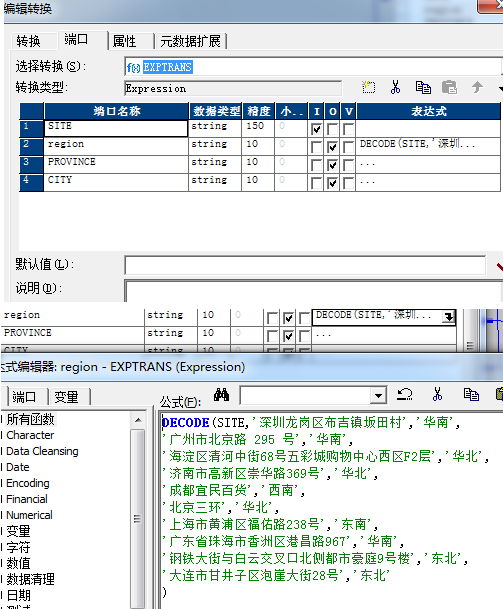 编辑转换
转换 端口 属性 元数据扩展
选择转换(S): f(x) EXPTRANS
转换类型: Expression
端口名称 数据类型 精度 小.. I O V 表达式
1 SITE string 150 0
2 region string 10 0 DECODE(SITE,'深圳...
3 PROVINCE string 10 0 ...
4 CITY string 10 0 ...
默认值(L):
说明(D):
region string 10 0 DECODE(SITE,'深圳...
PROVINCE string 10 0 ...
CITY
达式编辑器: region - EXPTRANS (Expression)
端口 变量 公式(F):
所有函数
Character
Data Cleansing
Date
Encoding
Financial
Numerical
变量
字符
数值
数据清理
日期
DECODE(SITE,'深圳龙岗区布吉镇坂田村','华南',
'广州市北京路 295 号','华南',
'海淀区清河中街68号五彩城购物中心西区F2层','华北',
'济南市高新区崇华路369号','华北',
'成都宜民百货','西南',
'北京三环','华北',
'上海市黄浦区福佑路238号','东南',
'广东省珠海市香洲区港昌路967','华南',
'钢铁大街与白云交叉口北侧都市豪庭9号楼','东北',
'大连市甘井子区泡崖大街28号','东北'
)